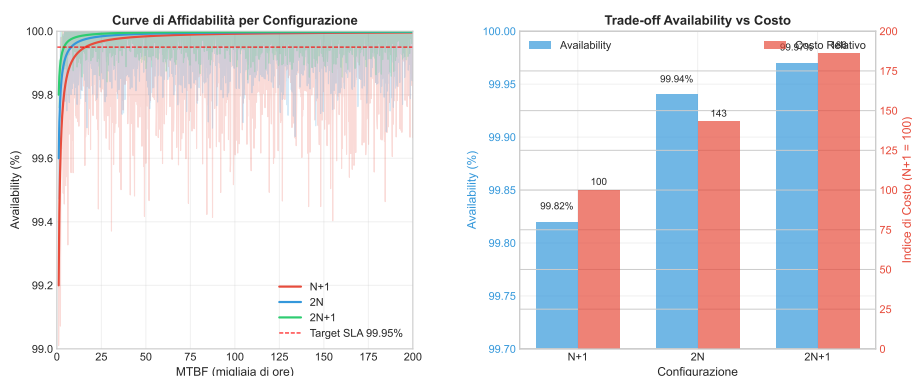 Curve di Affidabilità per Configurazione
100.0
99.8
99.6
99.4
99.2
99.0
Availability (%)
0
25
50
75
100
125
150
175
200
MTBF (migliaia di ore)
N+1
2N
2N+1
Target SLA 99.95%
Trade-off Availability vs Costo
100.00
99.95
99.90
99.85
99.80
99.75
99.70
Availability (%)
Availability
Costo Relativo
99.82%
100
99.94%
143
99.97%
N+1
2N
2N+1
Configurazione
200
175
150
125
100
75
50
25
0
Indice di Costo (N+1 = 100)